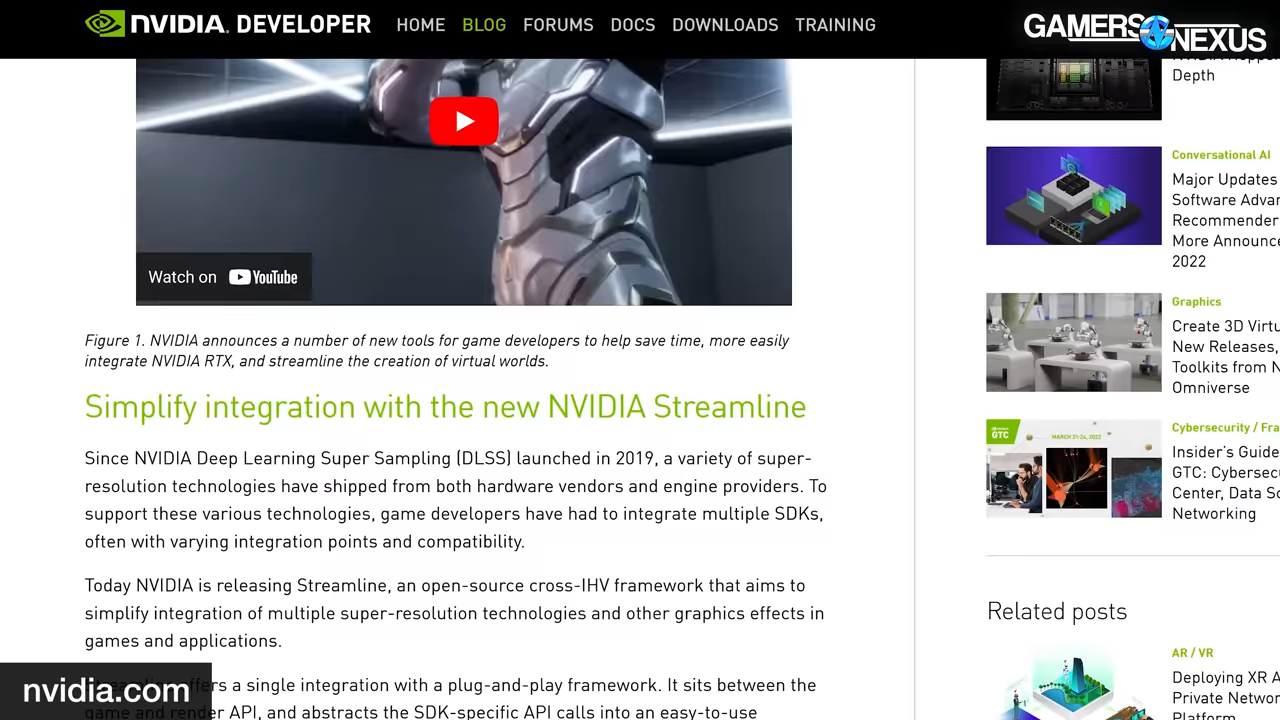 NVIDIA DEVELOPER HOME BLOG FORUMS DOCS DOWNLOADS TRAINING
GAMERS NEXUS
Watch on YouTube
Figure 1. NVIDIA announces a number of new tools for game developers to help save time, more easily
integrate NVIDIA RTX, and streamline the creation of virtual worlds.
Simplify integration with the new NVIDIA Streamline
Since NVIDIA Deep Learning Super Sampling (DLSS) launched in 2019, a variety of super-
resolution technologies have shipped from both hardware vendors and engine providers. To
support these various technologies, game developers have had to integrate multiple SDKs,
often with varying integration points and compatibility.
Today NVIDIA is releasing Streamline, an open-source cross-IHV framework that aims to
simplify integration of multiple super-resolution technologies and other graphics effects in
games and applications.
Streamline offers a single integration with a plug-and-play framework. It sits between the
game and render API, and abstracts the SDK-specific API calls into an easy-to-use
nvidia.com
Depth
Conversational AI
Major Updates
Software Advan
Recommender
More Announce
2022
Graphics
Create 3D Virtu
New Releases,
Toolkits from N
Omniverse
GTC MARCH 21-24, 2022
Cybersecurity / Fra
Insider's Guide
GTC: Cybersecu
Center, Data Sc
Networking
Related posts
AR / VR
Deploying XR A
Private Networ
Platform